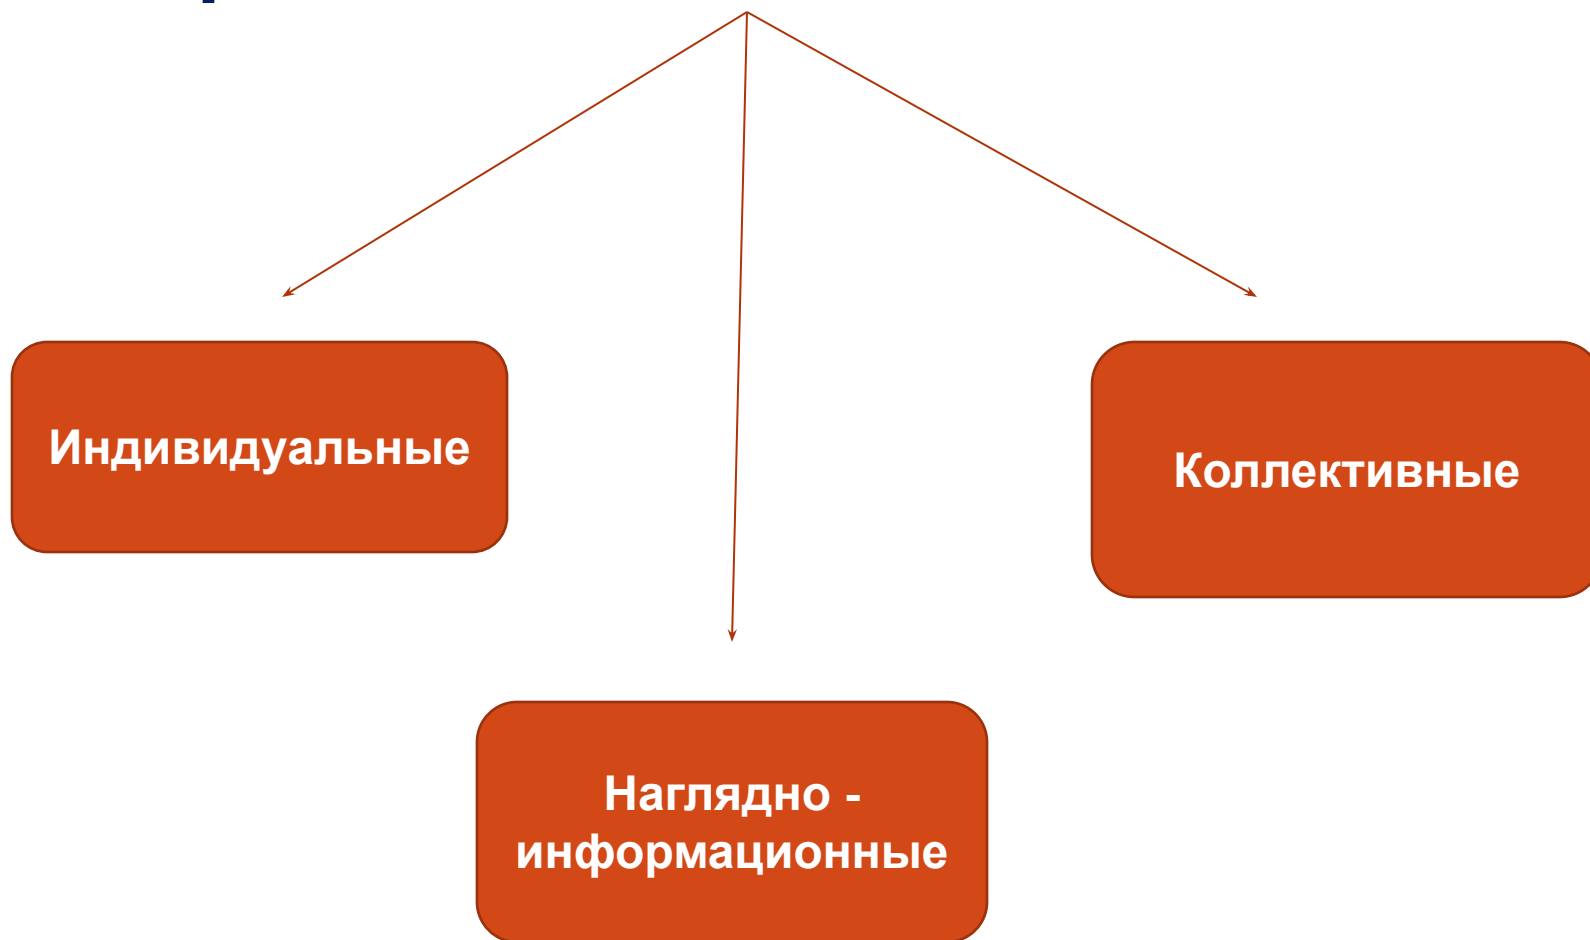 Индивидуальные
Коллективные
Наглядно -
информационные